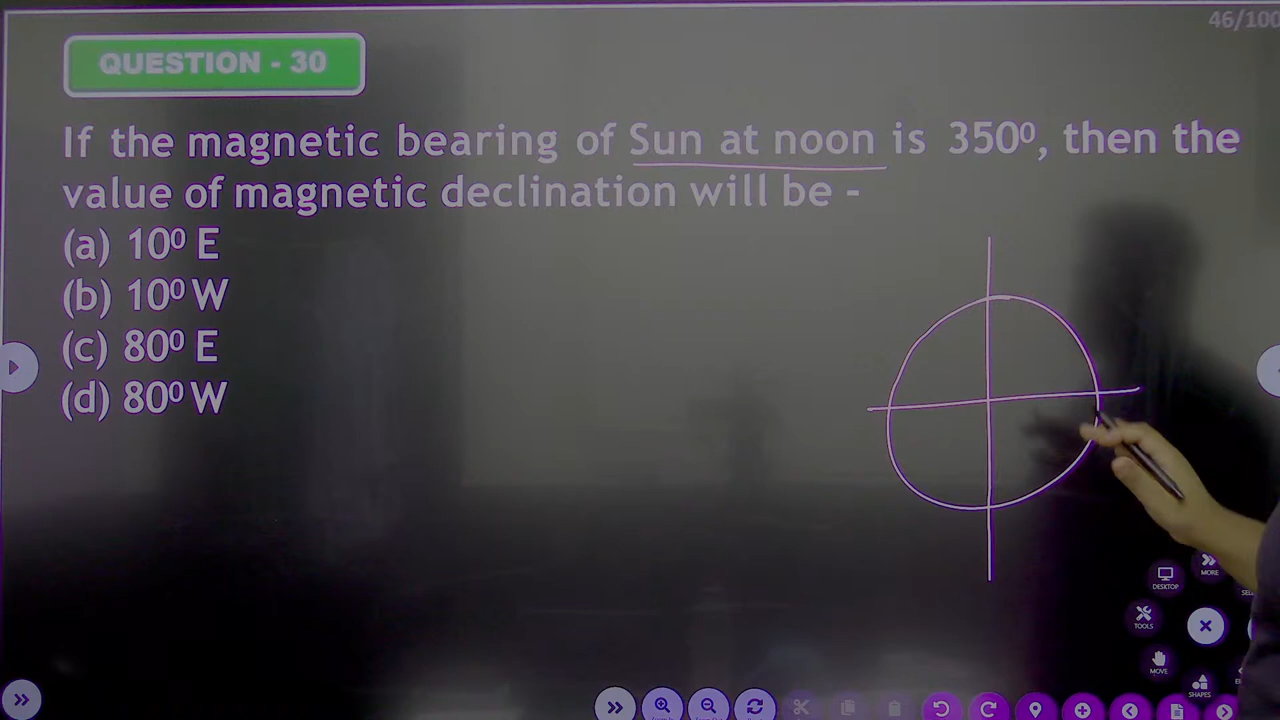 46/100
QUESTION - 30
If the magnetic bearing of Sun at noon is 350⁰, then the
value of magnetic declination will be -
(a) 10⁰ E
(b) 10⁰ W
(c) 80⁰ E
(d) 80⁰ W
MORE
DESKTOP
TOOLS
MOVE
SHAPES